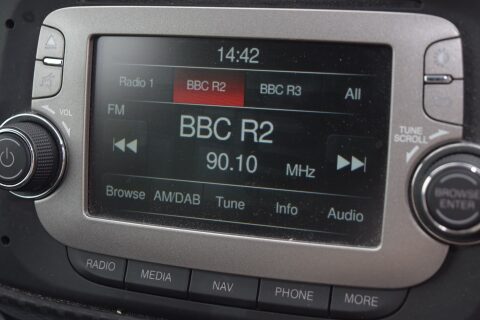 14:42
Radio 1 BBC R2 BBC R3 All
FM
BBC R2
90.10 MHz
Browse AM/DAB Tune Info Audio
VOL
TUNE
SCROLL
BROWSE
ENTER
RADIO MEDIA NAV PHONE MORE